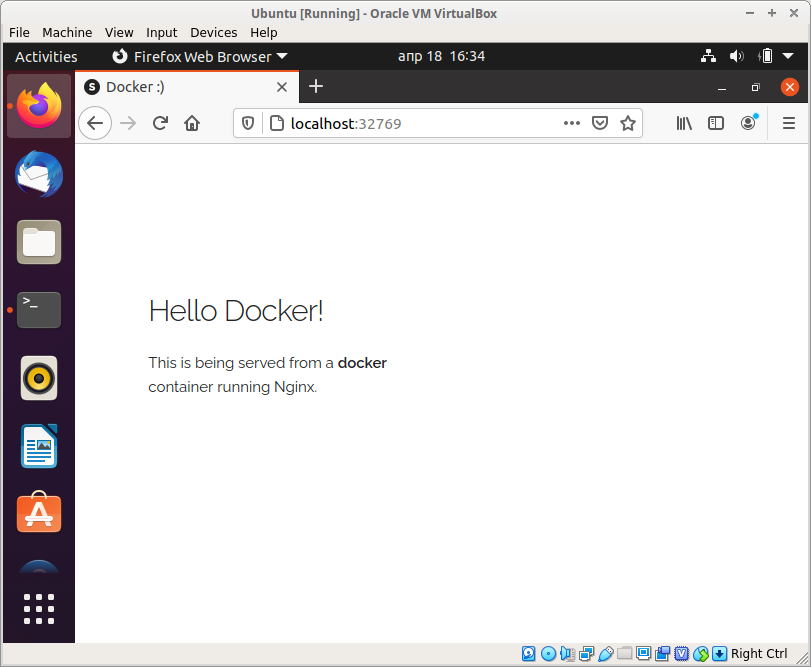 Ubuntu [Running] - Oracle VM VirtualBox
File Machine View Input Devices Help
Activities Firefox Web Browser апр 18 16:34
S Docker :)
localhost:32769
>_
Hello Docker!
This is being served from a docker
container running Nginx.
Right Ctrl